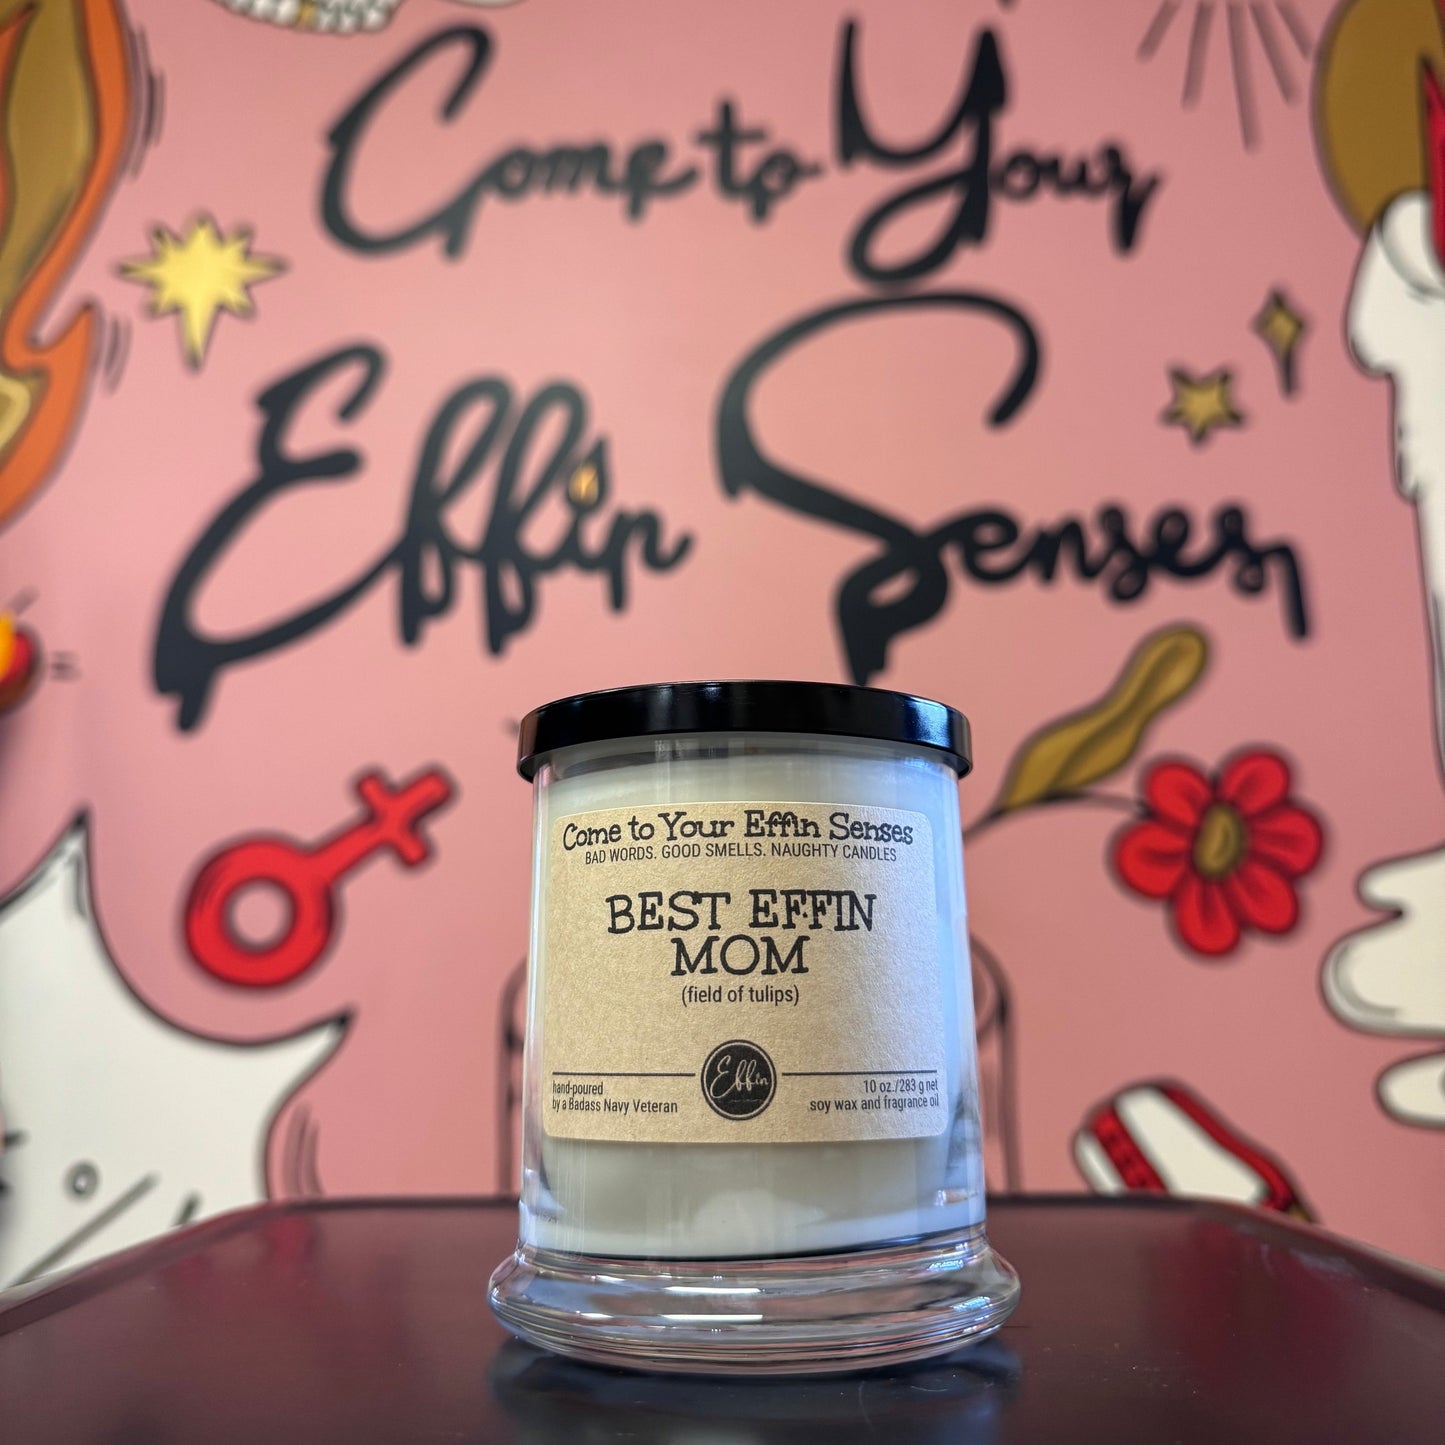 Come to Your
Effin Senses
Come to Your Effin Senses
BAD WORDS. GOOD SMELLS. NAUGHTY CANDLES
BEST EFFIN
MOM
(field of tulips)
Effin
hand-poured
by a Badass Navy Veteran
10 oz./283 g net
soy wax and fragrance oil